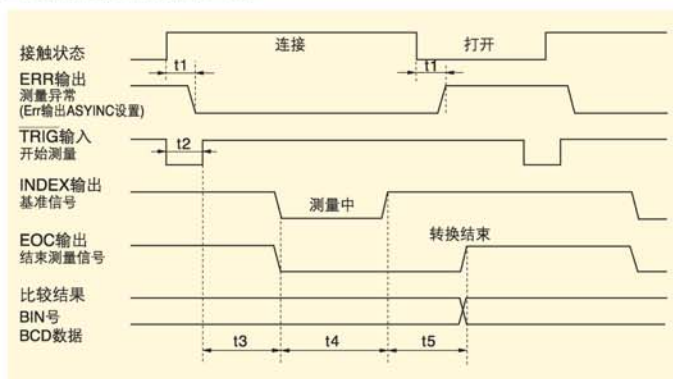 接触状态
连接
打开
t1
t1
ERR输出
测量异常
(Err输出ASYINC设置)
TRIG输入
开始测量
t2
INDEX输出
基准信号
测量中
EOC输出
结束测量信号
转换结束
比较结果
BIN号
BCD数据
t3
t4
t5